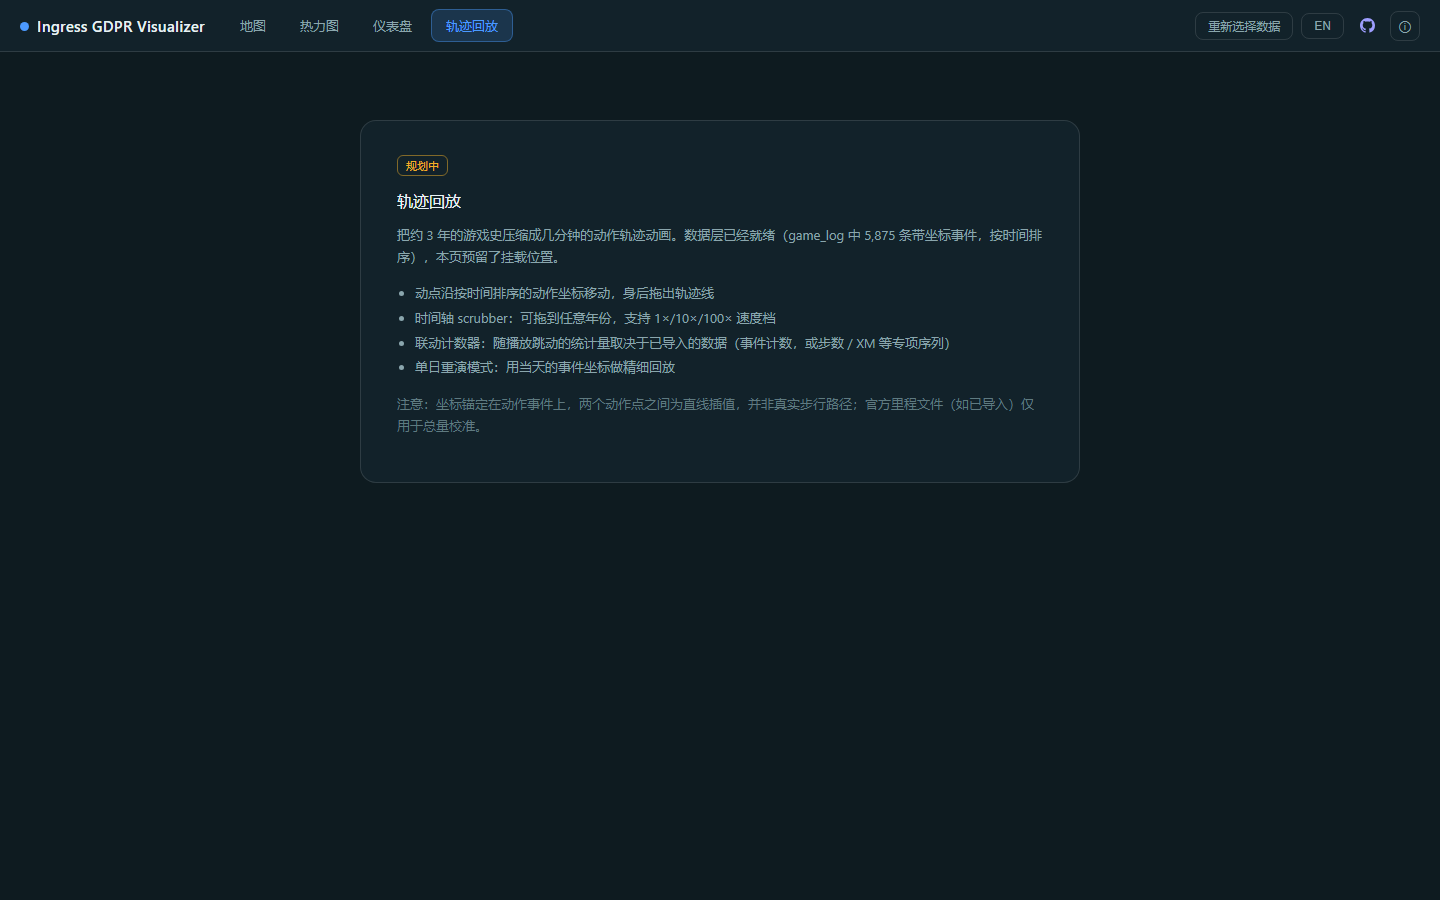 Ingress GDPR Visualizer
地图
热力图
仪表盘
轨迹回放
重新选择数据
EN
规划中
轨迹回放
把约 3 年的游戏史压缩成几分钟的动作轨迹动画。数据层已经就绪（game_log 中 5,875 条带坐标事件，按时间排
序），本页预留了挂载位置。
动点沿按时间排序的动作坐标移动，身后拖出轨迹线
时间轴 scrubber：可拖到任意年份，支持 1×/10×/100× 速度档
联动计数器：随播放跳动的统计量取决于已导入的数据（事件计数，或步数 / XM 等专项序列）
单日重演模式：用当天的事件坐标做精细回放
注意：坐标锚定在动作事件上，两个动作点之间为直线插值，并非真实步行路径；官方里程文件（如已导入）仅
用于总量校准。